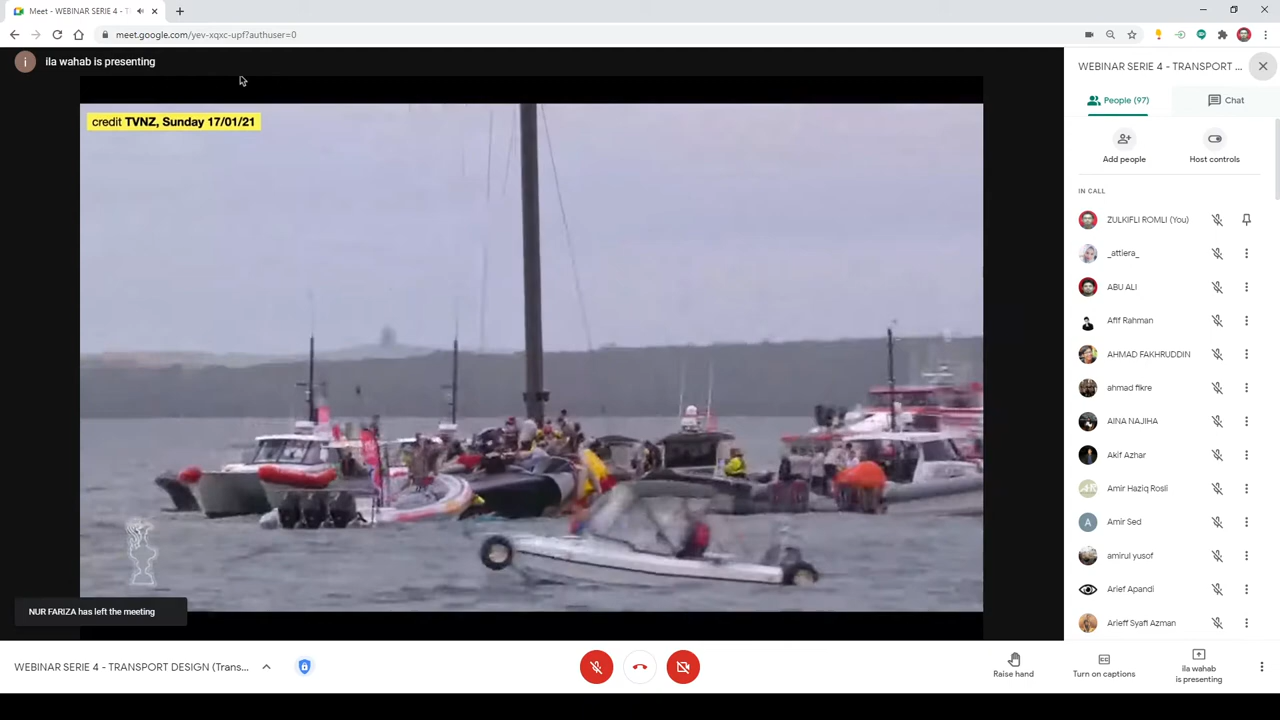 Meet - WEBINAR SERIE 4 - T
meet.google.com/yev-xqxc-upf?authuser=0
i
ila wahab is presenting
WEBINAR SERIE 4 - TRANSPORT ...
People (97)
Chat
Add people
Host controls
IN CALL
ZULKIFLI ROMLI (You)
_attiera_
ABU ALI
Afif Rahman
AHMAD FAKHRUDDIN
ahmad fikre
AINA NAJIHA
Akif Azhar
Amir Haziq Rosli
A
Amir Sed
amirul yusof
Arief Apandi
Arieff Syafi Azman
credit TVNZ, Sunday 17/01/21
NUR FARIZA has left the meeting
WEBINAR SERIE 4 - TRANSPORT DESIGN (Trans...
Raise hand
CC
Turn on captions
ila wahab
is presenting